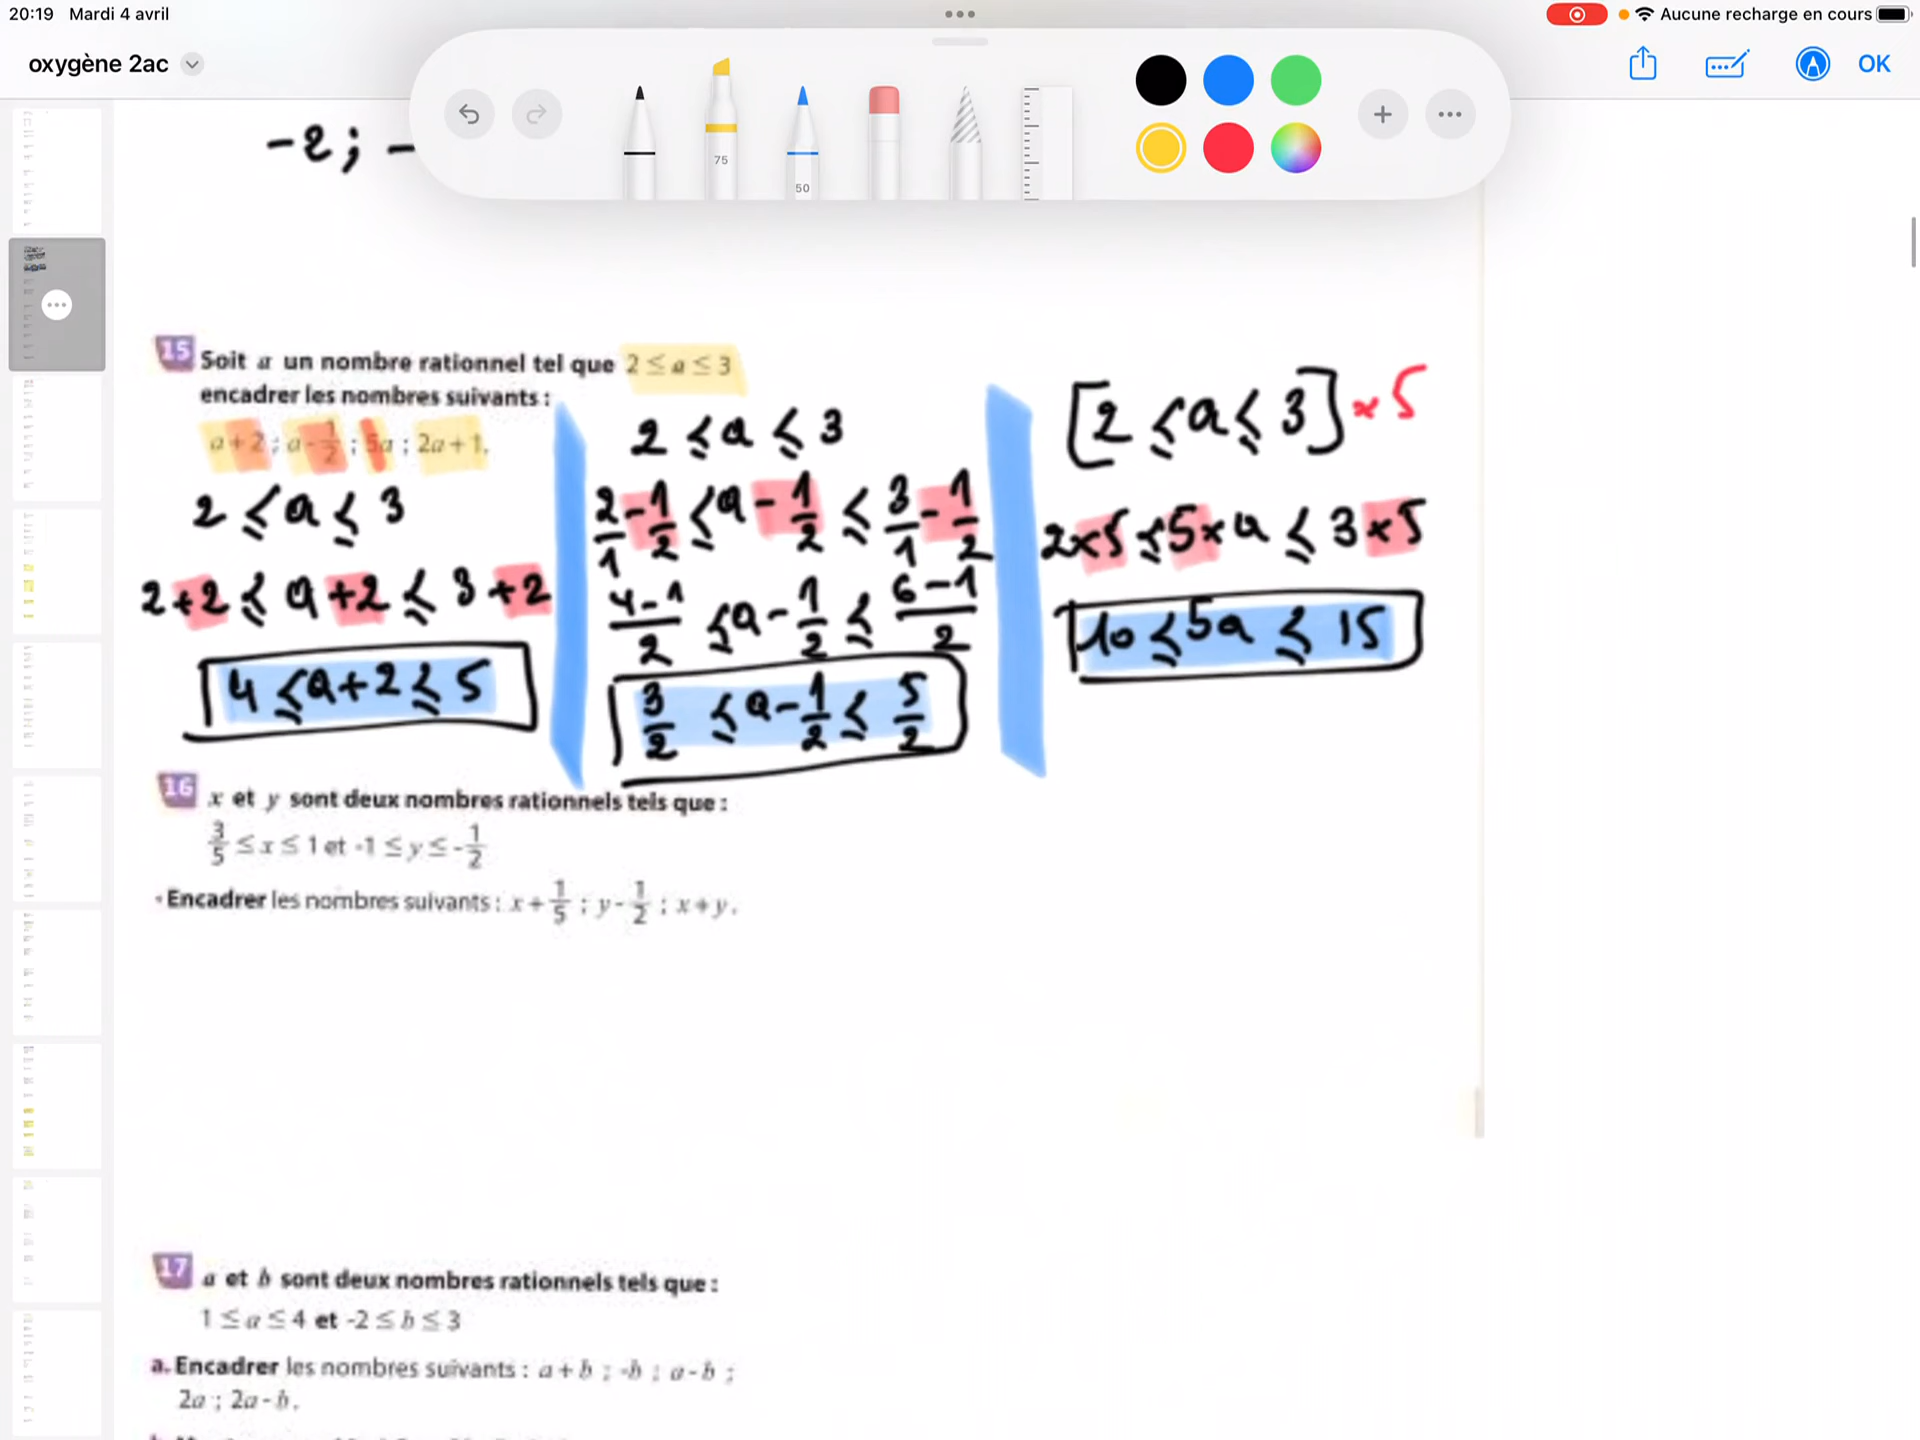 20:19 Mardi 4 avril
Aucune recharge en cours
oxygène 2ac
OK
75
50
-2 ; -
15 Soit a un nombre rationnel tel que 2 ≤ a ≤ 3
encadrer les nombres suivants :
a + 2 ; a - 1/2 ; 5a ; 2a + 1.
2 ≤ a ≤ 3
2+2 ≤ a+2 ≤ 3+2
4 ≤ a+2 ≤ 5
2 ≤ a ≤ 3
2/1 - 1/2 ≤ a - 1/2 ≤ 3/1 - 1/2
4-1/2 ≤ a - 1/2 ≤ 6-1/2
3/2 ≤ a - 1/2 ≤ 5/2
[2 ≤ a ≤ 3] × 5
2×5 ≤ 5×a ≤ 3×5
10 ≤ 5a ≤ 15
16 x et y sont deux nombres rationnels tels que :
3/5 ≤ x ≤ 1 et -1 ≤ y ≤ -1/2
- Encadrer les nombres suivants : x + 1/5 ; y - 1/2 ; x + y.
17 a et b sont deux nombres rationnels tels que :
1 ≤ a ≤ 4 et -2 ≤ b ≤ 3
a. Encadrer les nombres suivants : a + b ; -b ; a - b ;
2a ; 2a - b.